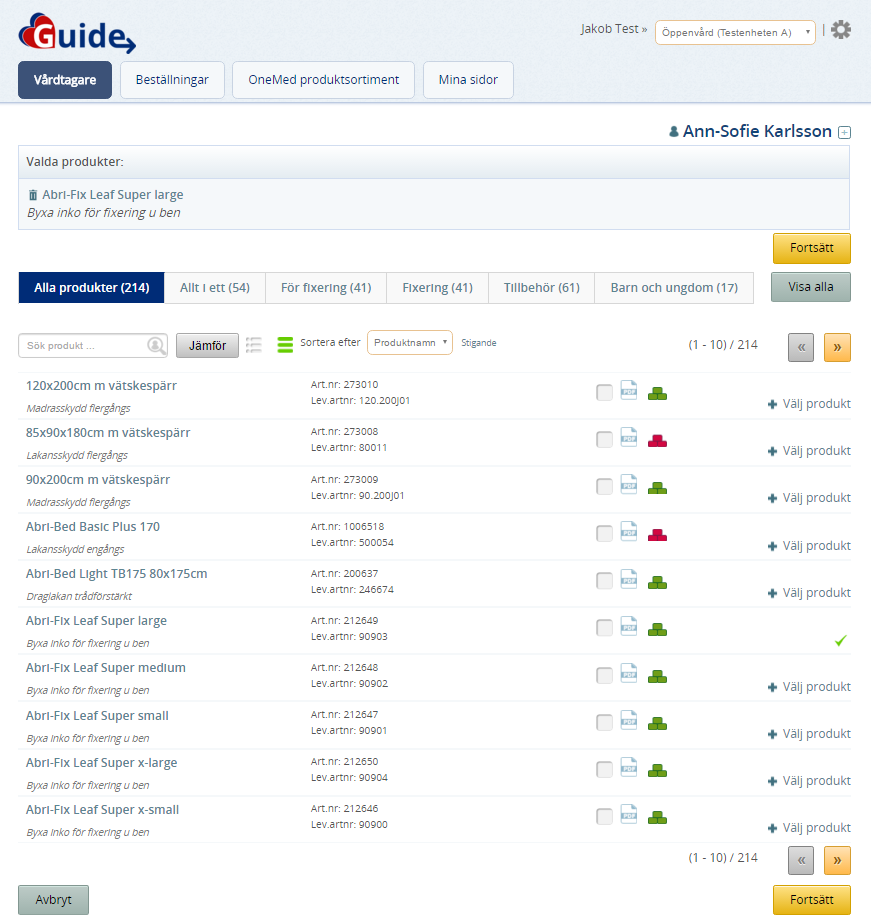 Guide
Jakob Test »
Öppenvård (Testenheten A)
Vårdtagare
Beställningar
OneMed produktsortiment
Mina sidor
Ann-Sofie Karlsson
Valda produkter:
Abri-Fix Leaf Super large
Byxa inko för fixering u ben
Fortsätt
Alla produkter (214)
Allt i ett (54)
För fixering (41)
Fixering (41)
Tillbehör (61)
Barn och ungdom (17)
Visa alla
Sök produkt ...
Jämför
Sortera efter
Produktnamn
Stigande
(1 - 10) / 214
«
»
120x200cm m vätskespärr
Madrasskydd flergångs
Art.nr: 273010
Lev.artnr: 120.200J01
PDF
Välj produkt
85x90x180cm m vätskespärr
Lakansskydd flergångs
Art.nr: 273008
Lev.artnr: 80011
PDF
Välj produkt
90x200cm m vätskespärr
Madrasskydd flergångs
Art.nr: 273009
Lev.artnr: 90.200J01
PDF
Välj produkt
Abri-Bed Basic Plus 170
Lakansskydd engångs
Art.nr: 1006518
Lev.artnr: 500054
PDF
Välj produkt
Abri-Bed Light TB175 80x175cm
Draglakan trådförstärkt
Art.nr: 200637
Lev.artnr: 246674
PDF
Välj produkt
Abri-Fix Leaf Super large
Byxa inko för fixering u ben
Art.nr: 212649
Lev.artnr: 90903
PDF
Abri-Fix Leaf Super medium
Byxa inko för fixering u ben
Art.nr: 212648
Lev.artnr: 90902
PDF
Välj produkt
Abri-Fix Leaf Super small
Byxa inko för fixering u ben
Art.nr: 212647
Lev.artnr: 90901
PDF
Välj produkt
Abri-Fix Leaf Super x-large
Byxa inko för fixering u ben
Art.nr: 212650
Lev.artnr: 90904
PDF
Välj produkt
Abri-Fix Leaf Super x-small
Byxa inko för fixering u ben
Art.nr: 212646
Lev.artnr: 90900
PDF
Välj produkt
(1 - 10) / 214
«
»
Avbryt
Fortsätt